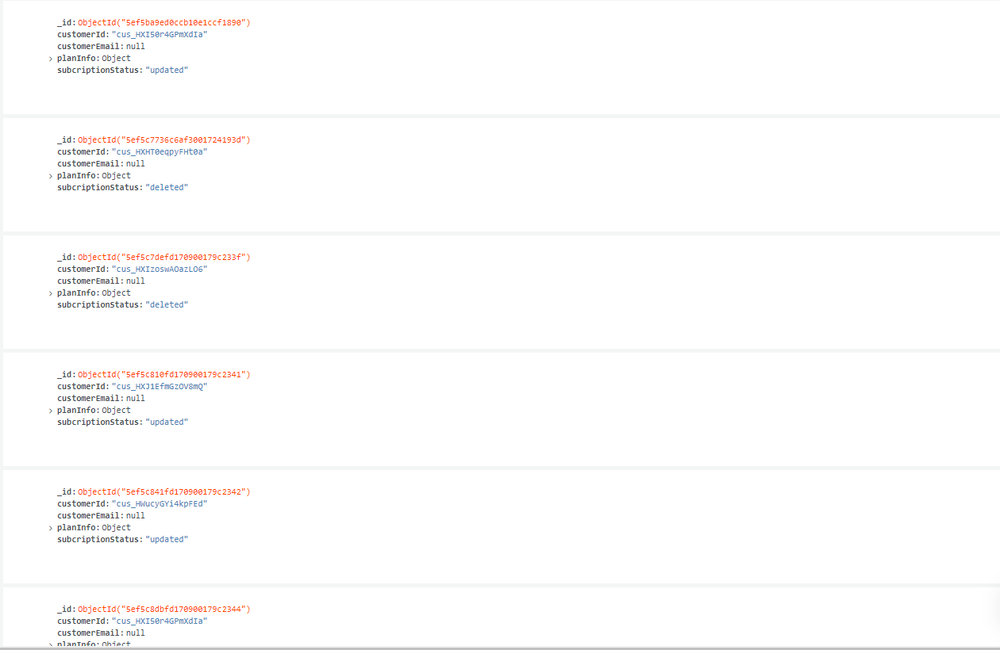 _id: ObjectId("5ef5ba9ed0ccb10e1ccf1890")
customerId: "cus_HXI50r4GPmXdIa"
customerEmail: null
planInfo: Object
subcriptionStatus: "updated"
_id: ObjectId("5ef5c7736c6af3001724193d")
customerId: "cus_HXHT0eqpyFHt0a"
customerEmail: null
planInfo: Object
subcriptionStatus: "deleted"
_id: ObjectId("5ef5c7defd170900179c233f")
customerId: "cus_HXIzoswAOazLO6"
customerEmail: null
planInfo: Object
subcriptionStatus: "deleted"
_id: ObjectId("5ef5c810fd170900179c2341")
customerId: "cus_HXJ1EfmGzOV8mQ"
customerEmail: null
planInfo: Object
subcriptionStatus: "updated"
_id: ObjectId("5ef5c841fd170900179c2342")
customerId: "cus_HWucyGYi4kpFEd"
customerEmail: null
planInfo: Object
subcriptionStatus: "updated"
_id: ObjectId("5ef5c8dbfd170900179c2344")
customerId: "cus_HXI50r4GPmXdIa"
customerEmail: null
planInfo: Object